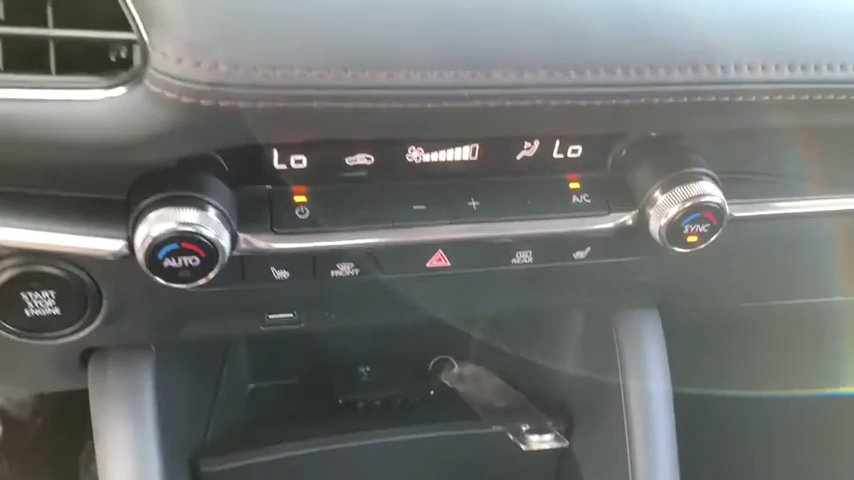 Lo Lo
A/C
AUTO SYNC
FRONT REAR
START
STOP
ENGINE